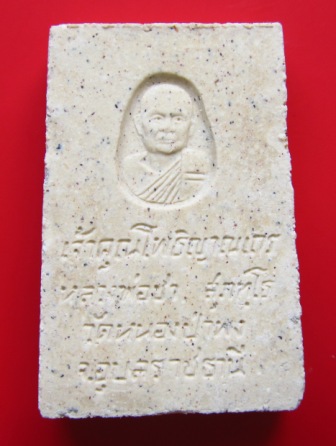 เจ้าคุณโพธิญาณเถร
หลวงพ่อชา สุภทฺโร
วัดหนองป่าพง
จ.อุบลราชธานี